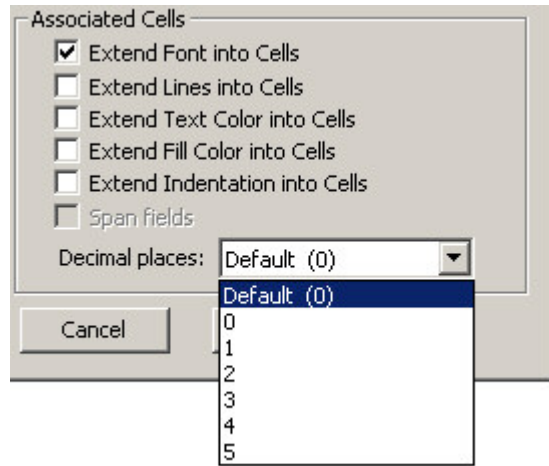 Associated Cells
Extend Font into Cells
Extend Lines into Cells
Extend Text Color into Cells
Extend Fill Color into Cells
Extend Indentation into Cells
Span fields
Decimal places: Default (0)
Default (0)
Cancel
0
1
2
3
4
5